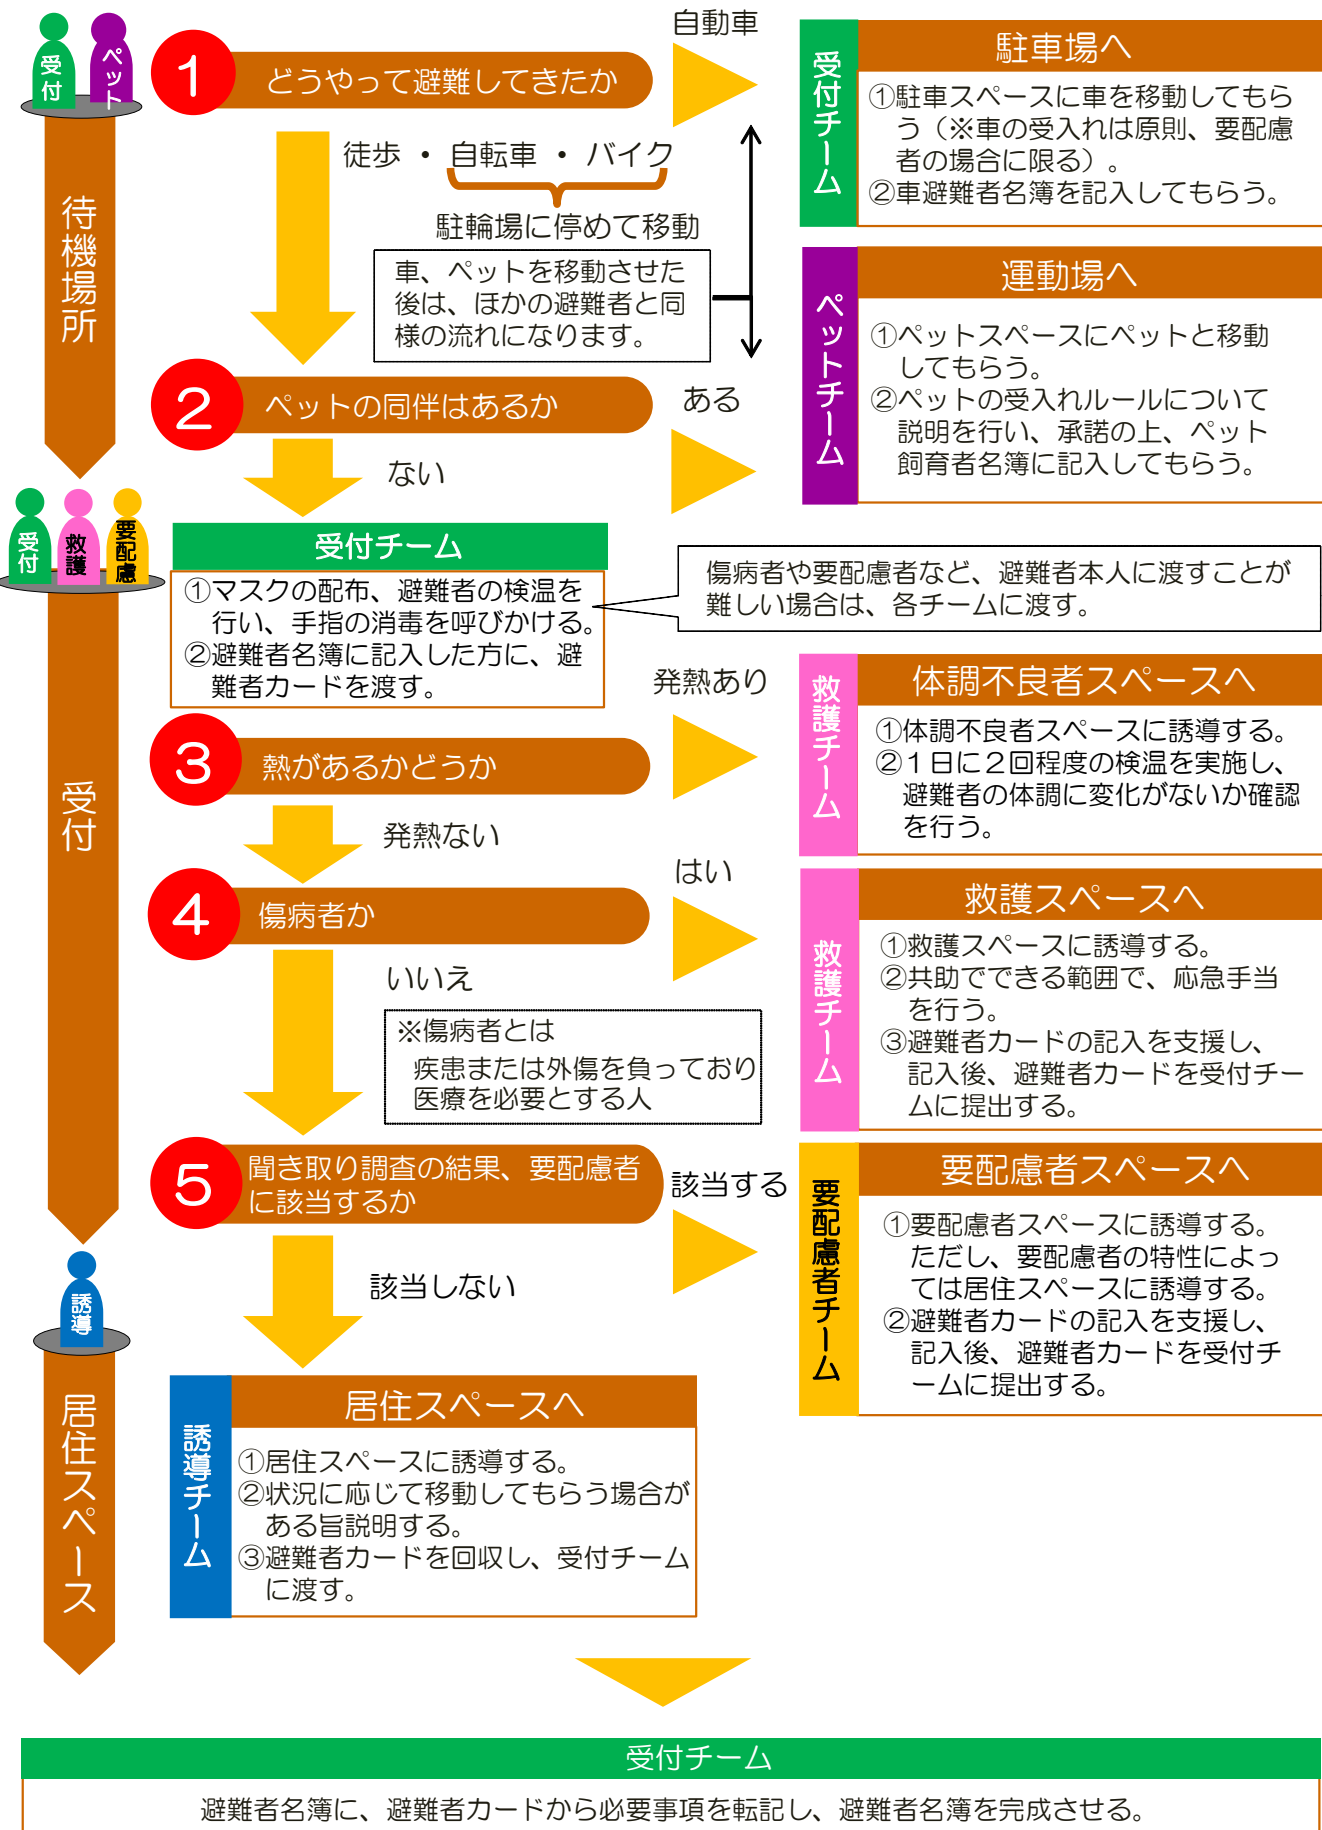 受付
ペット
待機場所
1
どうやって避難してきたか
自動車
徒歩 ・ 自転車 ・ バイク
駐輪場に停めて移動
車、ペットを移動させた
後は、ほかの避難者と同
様の流れになります。
受付チーム
駐車場へ
①駐車スペースに車を移動してもら
う（※車の受入れは原則、要配慮
者の場合に限る）。
②車避難者名簿を記入してもらう。
2
ペットの同伴はあるか
ある
ない
ペットチーム
運動場へ
①ペットスペースにペットと移動
してもらう。
②ペットの受入れルールについて
説明を行い、承諾の上、ペット
飼育者名簿に記入してもらう。
受付
救護
要配慮
受付
受付チーム
①マスクの配布、避難者の検温を
行い、手指の消毒を呼びかける。
②避難者名簿に記入した方に、避
難者カードを渡す。
傷病者や要配慮者など、避難者本人に渡すことが
難しい場合は、各チームに渡す。
3
熱があるかどうか
発熱あり
発熱ない
救護チーム
体調不良者スペースへ
①体調不良者スペースに誘導する。
②１日に２回程度の検温を実施し、
避難者の体調に変化がないか確認
を行う。
4
傷病者か
はい
いいえ
※傷病者とは
疾患または外傷を負っており
医療を必要とする人
救護チーム
救護スペースへ
①救護スペースに誘導する。
②共助でできる範囲で、応急手当
を行う。
③避難者カードの記入を支援し、
記入後、避難者カードを受付チー
ムに提出する。
5
聞き取り調査の結果、要配慮者
に該当するか
該当する
該当しない
要配慮者チーム
要配慮者スペースへ
①要配慮者スペースに誘導する。
ただし、要配慮者の特性によっ
ては居住スペースに誘導する。
②避難者カードの記入を支援し、
記入後、避難者カードを受付チ
ームに提出する。
誘導
居住スペース
誘導チーム
居住スペースへ
①居住スペースに誘導する。
②状況に応じて移動してもらう場合が
ある旨説明する。
③避難者カードを回収し、受付チーム
に渡す。
受付チーム
避難者名簿に、避難者カードから必要事項を転記し、避難者名簿を完成させる。